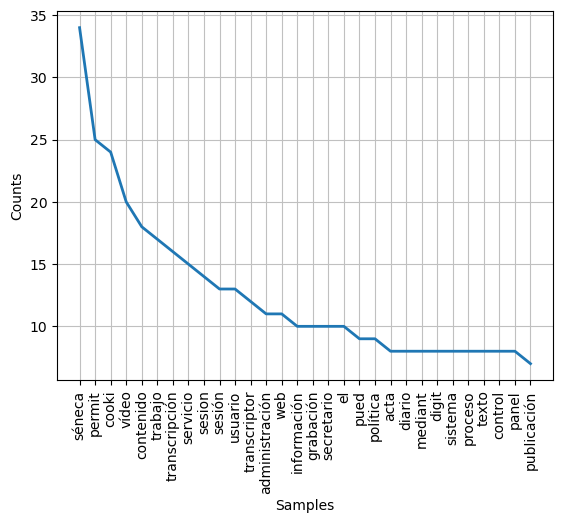 35
30
25
20
15
10
Counts
séneca
permit
cooki
vídeo
contenido
trabajo
transcripción
servicio
sesion
sesión
usuario
transcriptor
administración
web
información
grabación
secretario
el
pued
política
acta
diario
mediant
digit
sistema
proceso
texto
control
panel
publicación
Samples